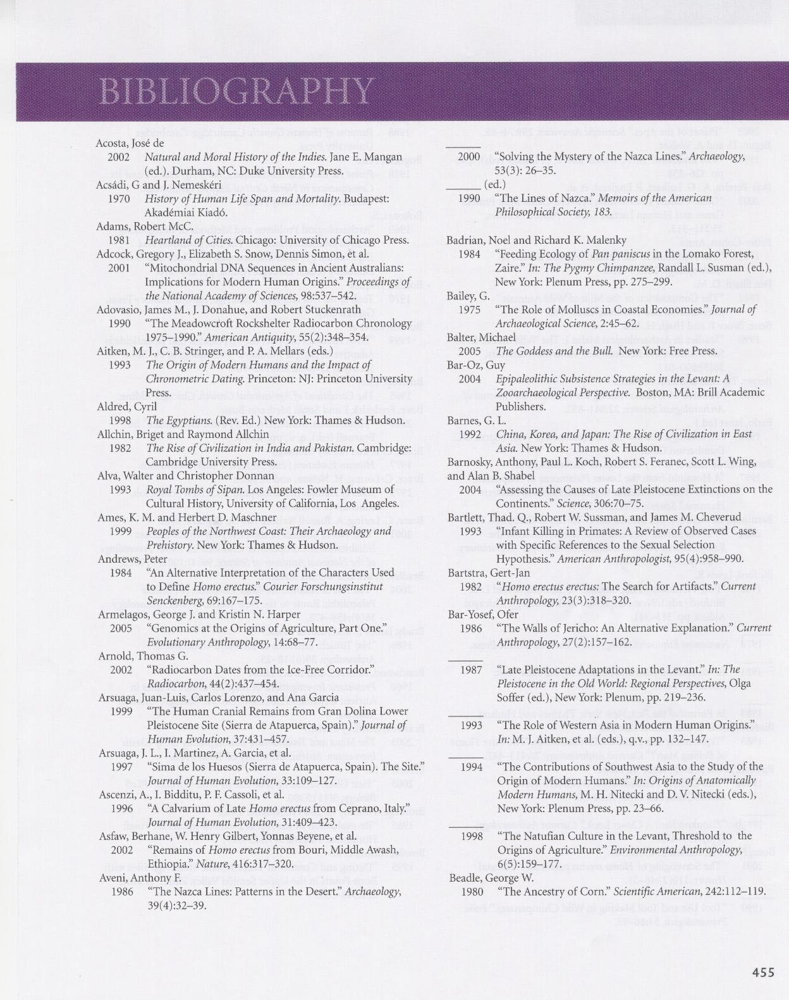 BIBLIOGRAPHY
Acosta, José de
2002 Natural and Moral History of the Indies. Jane E. Mangan
(ed.). Durham, NC: Duke University Press.
Acsádi, G and J. Nemeskéri
1970 History of Human Life Span and Mortality. Budapest:
Akadémiai Kiadó.
Adams, Robert McC.
1981 Heartland of Cities. Chicago: University of Chicago Press.
Adcock, Gregory J., Elizabeth S. Snow, Dennis Simon, et al.
2001 “Mitochondrial DNA Sequences in Ancient Australians:
Implications for Modern Human Origins.” Proceedings of
the National Academy of Sciences, 98:537–542.
Adovasio, James M., J. Donahue, and Robert Stuckenrath
1990 “The Meadowcroft Rockshelter Radiocarbon Chronology
1975–1990.” American Antiquity, 55(2):348–354.
Aitken, M. J., C. B. Stringer, and P. A. Mellars (eds.)
1993 The Origin of Modern Humans and the Impact of
Chronometric Dating. Princeton: NJ: Princeton University
Press.
Aldred, Cyril
1998 The Egyptians. (Rev. Ed.) New York: Thames & Hudson.
Allchin, Briget and Raymond Allchin
1982 The Rise of Civilization in India and Pakistan. Cambridge:
Cambridge University Press.
Alva, Walter and Christopher Donnan
1993 Royal Tombs of Sipan. Los Angeles: Fowler Museum of
Cultural History, University of California, Los Angeles.
Ames, K. M. and Herbert D. Maschner
1999 Peoples of the Northwest Coast: Their Archaeology and
Prehistory. New York: Thames & Hudson.
Andrews, Peter
1984 “An Alternative Interpretation of the Characters Used
to Define Homo erectus.” Courier Forschungsinstitut
Senckenberg, 69:167–175.
Armelagos, George J. and Kristin N. Harper
2005 “Genomics at the Origins of Agriculture, Part One.”
Evolutionary Anthropology, 14:68–77.
Arnold, Thomas G.
2002 “Radiocarbon Dates from the Ice-Free Corridor.”
Radiocarbon, 44(2):437–454.
Arsuaga, Juan-Luis, Carlos Lorenzo, and Ana Garcia
1999 “The Human Cranial Remains from Gran Dolina Lower
Pleistocene Site (Sierra de Atapuerca, Spain).” Journal of
Human Evolution, 37:431–457.
Arsuaga, J. L., I. Martinez, A. Garcia, et al.
1997 “Sima de los Huesos (Sierra de Atapuerca, Spain). The Site.”
Journal of Human Evolution, 33:109–127.
Ascenzi, A., I. Bidditu, P. F. Cassoli, et al.
1996 “A Calvarium of Late Homo erectus from Ceprano, Italy.”
Journal of Human Evolution, 31:409–423.
Asfaw, Berhane, W. Henry Gilbert, Yonnas Beyene, et al.
2002 “Remains of Homo erectus from Bouri, Middle Awash,
Ethiopia.” Nature, 416:317–320.
Aveni, Anthony F.
1986 “The Nazca Lines: Patterns in the Desert.” Archaeology,
39(4):32–39.
______
2000 “Solving the Mystery of the Nazca Lines.” Archaeology,
53(3): 26–35.
______ (ed.)
1990 “The Lines of Nazca.” Memoirs of the American
Philosophical Society, 183.
Badrian, Noel and Richard K. Malenky
1984 “Feeding Ecology of Pan paniscus in the Lomako Forest,
Zaire.” In: The Pygmy Chimpanzee, Randall L. Susman (ed.),
New York: Plenum Press, pp. 275–299.
Bailey, G.
1975 “The Role of Molluscs in Coastal Economies.” Journal of
Archaeological Science, 2:45–62.
Balter, Michael
2005 The Goddess and the Bull. New York: Free Press.
Bar-Oz, Guy
2004 Epipaleolithic Subsistence Strategies in the Levant: A
Zooarchaeological Perspective. Boston, MA: Brill Academic
Publishers.
Barnes, G. L.
1992 China, Korea, and Japan: The Rise of Civilization in East
Asia. New York: Thames & Hudson.
Barnosky, Anthony, Paul L. Koch, Robert S. Feranec, Scott L. Wing,
and Alan B. Shabel
2004 “Assessing the Causes of Late Pleistocene Extinctions on the
Continents.” Science, 306:70–75.
Bartlett, Thad. Q., Robert W. Sussman, and James M. Cheverud
1993 “Infant Killing in Primates: A Review of Observed Cases
with Specific References to the Sexual Selection
Hypothesis.” American Anthropologist, 95(4):958–990.
Bartstra, Gert-Jan
1982 “Homo erectus erectus: The Search for Artifacts.” Current
Anthropology, 23(3):318–320.
Bar-Yosef, Ofer
1986 “The Walls of Jericho: An Alternative Explanation.” Current
Anthropology, 27(2):157–162.
______
1987 “Late Pleistocene Adaptations in the Levant.” In: The
Pleistocene in the Old World: Regional Perspectives, Olga
Soffer (ed.), New York: Plenum, pp. 219–236.
______
1993 “The Role of Western Asia in Modern Human Origins.”
In: M. J. Aitken, et al. (eds.), q.v., pp. 132–147.
______
1994 “The Contributions of Southwest Asia to the Study of the
Origin of Modern Humans.” In: Origins of Anatomically
Modern Humans, M. H. Nitecki and D. V. Nitecki (eds.),
New York: Plenum Press, pp. 23–66.
______
1998 “The Natufian Culture in the Levant, Threshold to the
Origins of Agriculture.” Environmental Anthropology,
6(5):159–177.
Beadle, George W.
1980 “The Ancestry of Corn.” Scientific American, 242:112–119.
455